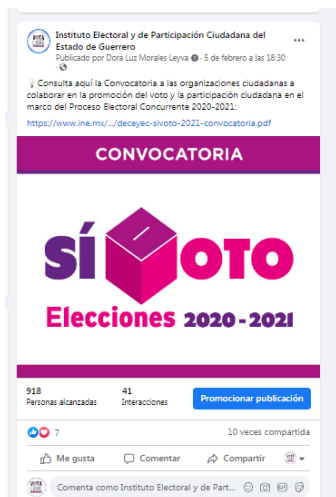 Instituto Electoral y de Participación Ciudadana del
Estado de Guerrero
Publicado por Dora Luz Morales Leyva · 5 de febrero a las 18:30
Consulta aquí la Convocatoria a las organizaciones ciudadanas a
colaborar en la promoción del voto y la participación ciudadana en el
marco del Proceso Electoral Concurrente 2020-2021:
https://www.ine.mx/.../deceyec-sivoto-2021-convocatoria.pdf
CONVOCATORIA
SÍ OTO
Elecciones 2020-2021
918
Personas alcanzadas
41
Interacciones
Promocionar publicación
7
10 veces compartida
Me gusta
Comentar
Compartir
Comenta como Instituto Electoral y de Part...
GIF